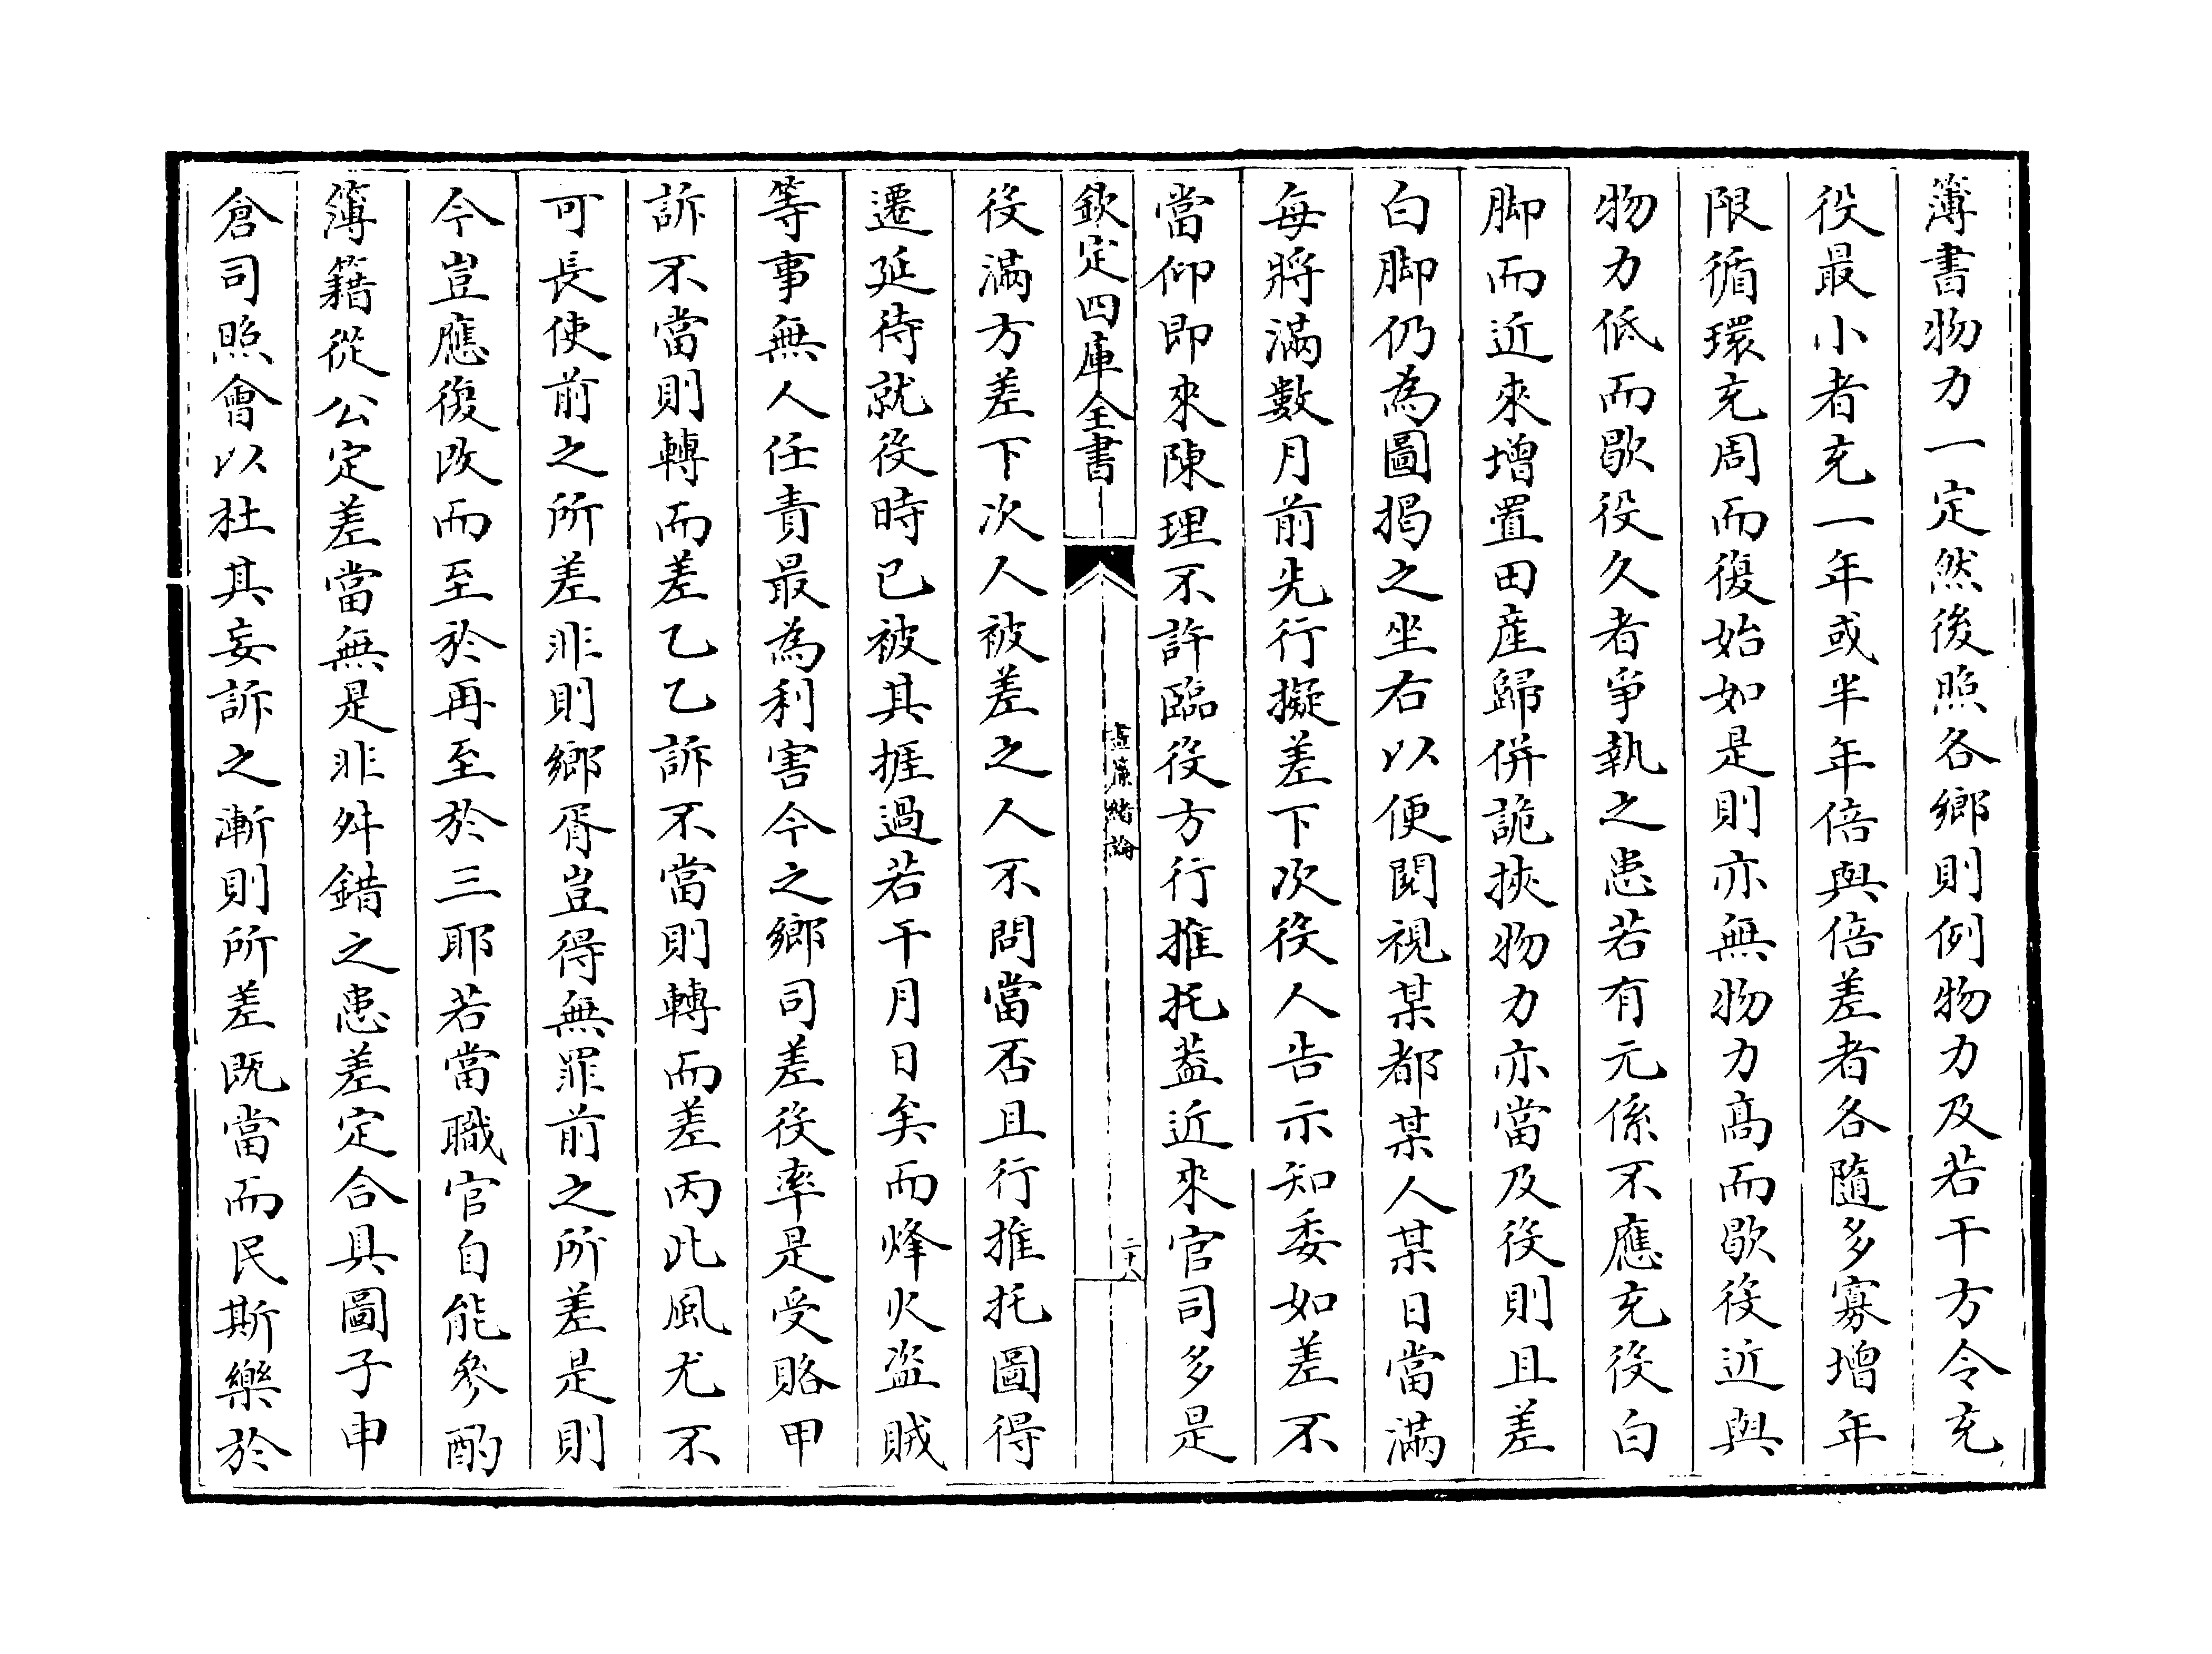 簿書物力一定然後照各鄉則例物力及若干方令充
役最小者充一年或半年倍與倍差者各隨多寡增年
限循環充周而復始如是則亦無物力髙而歇役近與
物力低而歇役久者爭執之患若有元係不應充役白
脚而近來増置田産歸併詭挾物力亦當及役則且差
白脚仍為圖揭之坐右以便閱視某都某人某日當滿
每將滿數月前先行擬差下次役人告示知委如差不
當仰即來陳理不許臨役方行推托葢近來官司多是
欽定四庫全書
晝簾緒論
二十八
役滿方差下次人被差之人不問當否且行推托圖得
遷延待就役時已被其捱過若干月日矣而烽火盜賊
等事無人任責最為利害今之鄉司差役率是受賂甲
訴不當則轉而差乙乙訴不當則轉而差丙此風尤不
可長使前之所差非則鄉胥豈得無罪前之所差是則
今豈應復改而至於再至於三耶若當職官自能參酌
簿籍從公定差當無是非舛錯之患差定合具圖子申
倉司照會以杜其妄訴之漸則所差既當而民斯樂於